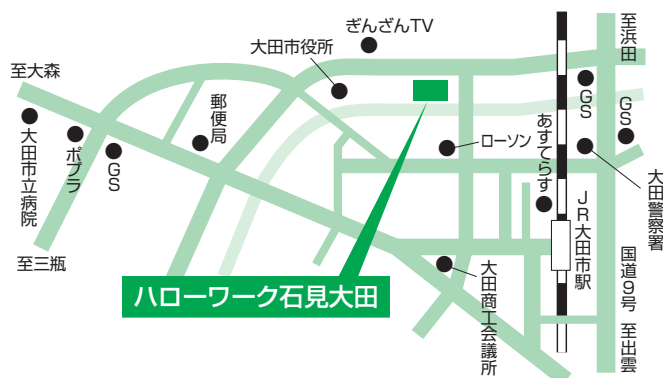 ぎんざんTV
大田市役所
至浜田
至大森
郵便局
GS
GS
あすてらす
ローソン
大田市立病院
ポプラ
GS
大田警察署
JR大田市駅
至三瓶
ハローワーク石見大田
大田商工会議所
国道9号
至出雲